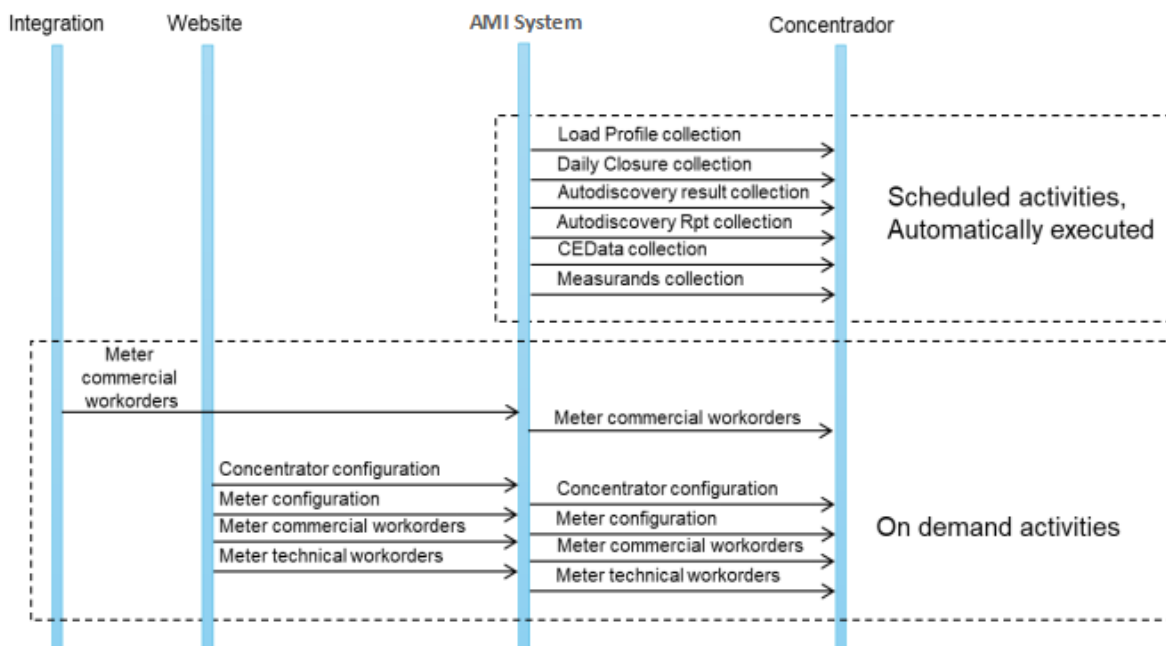 Integration
Website
AMI System
Concentrador
Load Profile collection
Daily Closure collection
Autodiscovery result collection
Autodiscovery Rpt collection
CEData collection
Measurands collection
Scheduled activities,
Automatically executed
Meter
commercial
workorders
Meter commercial workorders
Concentrator configuration
Meter configuration
Meter commercial workorders
Meter technical workorders
Concentrator configuration
Meter configuration
Meter commercial workorders
Meter technical workorders
On demand activities